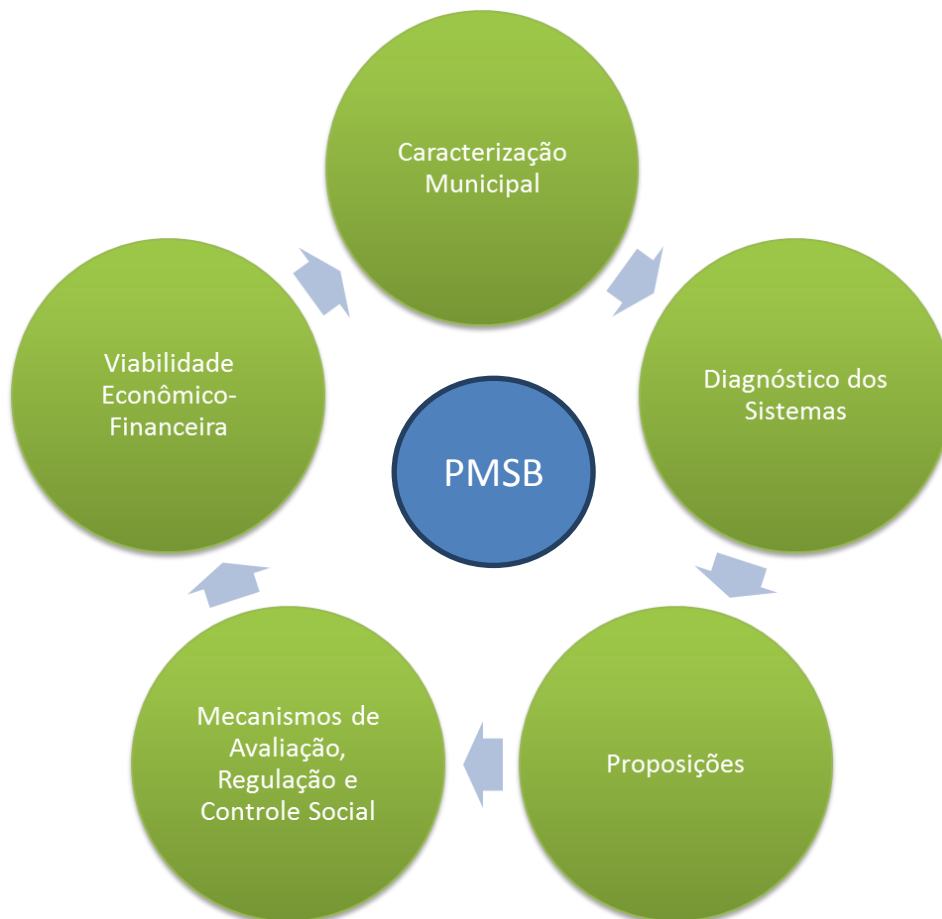 Caracterização
Municipal
Diagnóstico dos
Sistemas
Proposições
Mecanismos de
Avaliação,
Regulação e
Controle Social
Viabilidade
Econômico-
Financeira
PMSB